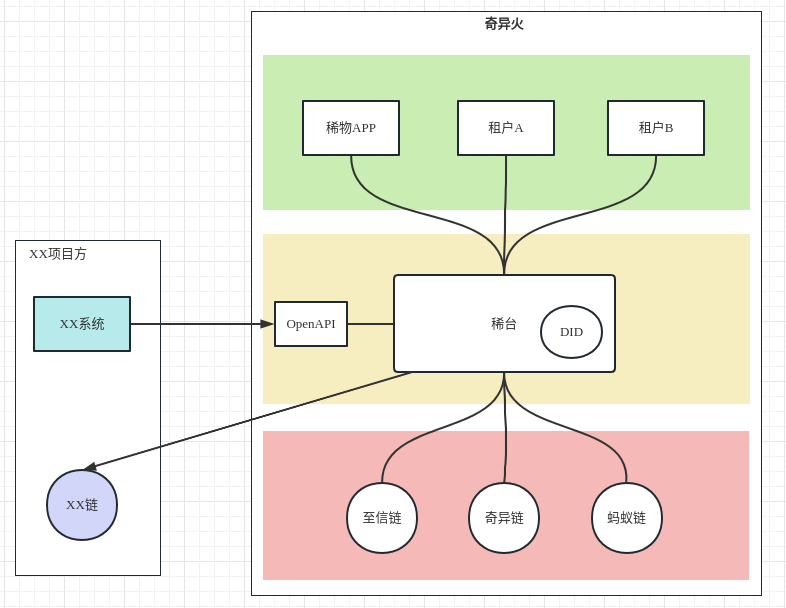 奇异火
稀物APP
租户A
租户B
XX项目方
XX系统
OpenAPI
稀台
DID
XX链
至信链
奇异链
蚂蚁链